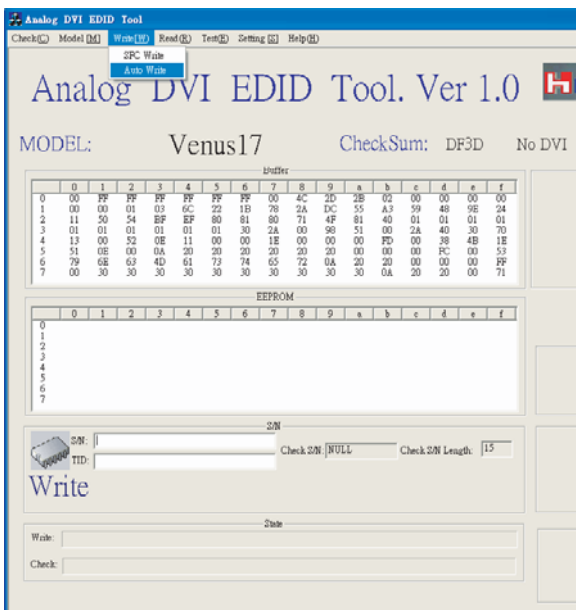 Analog DVI EDID Tool
Check(C) Model [M] Write[W] Read(R) Test(E) Setting [S] Help(H)
SFC Write
Auto Write
Analog DVI EDID Tool. Ver 1.0
MODEL: Venus17 CheckSum: DF3D No DVI
Buffer
0 1 2 3 4 5 6 7 8 9 a b c d e f
0 00 FF FF FF FF FF FF 00 4C 2D 2B 02 00 00 00 00
1 00 00 01 03 6C 22 1B 78 2A DC 55 A3 59 48 9E 24
2 11 50 54 BF EF 80 81 80 71 4F 81 40 01 01 01 01
3 01 01 01 01 01 01 30 2A 00 98 51 00 2A 40 30 70
4 13 00 52 0E 11 00 00 1E 00 00 00 FD 00 38 4B 1E
5 51 0E 00 0A 20 20 20 20 20 20 00 00 00 FC 00 53
6 79 6E 63 4D 61 73 74 65 72 0A 20 20 00 00 00 FF
7 00 30 30 30 30 30 30 30 30 30 30 0A 20 20 00 71
EEPROM
0 1 2 3 4 5 6 7 8 9 a b c d e f
0
1
2
3
4
5
6
7
S/N
S/N: Check S/N: NULL Check S/N Length: 15
TID:
Write
State
Write:
Check: